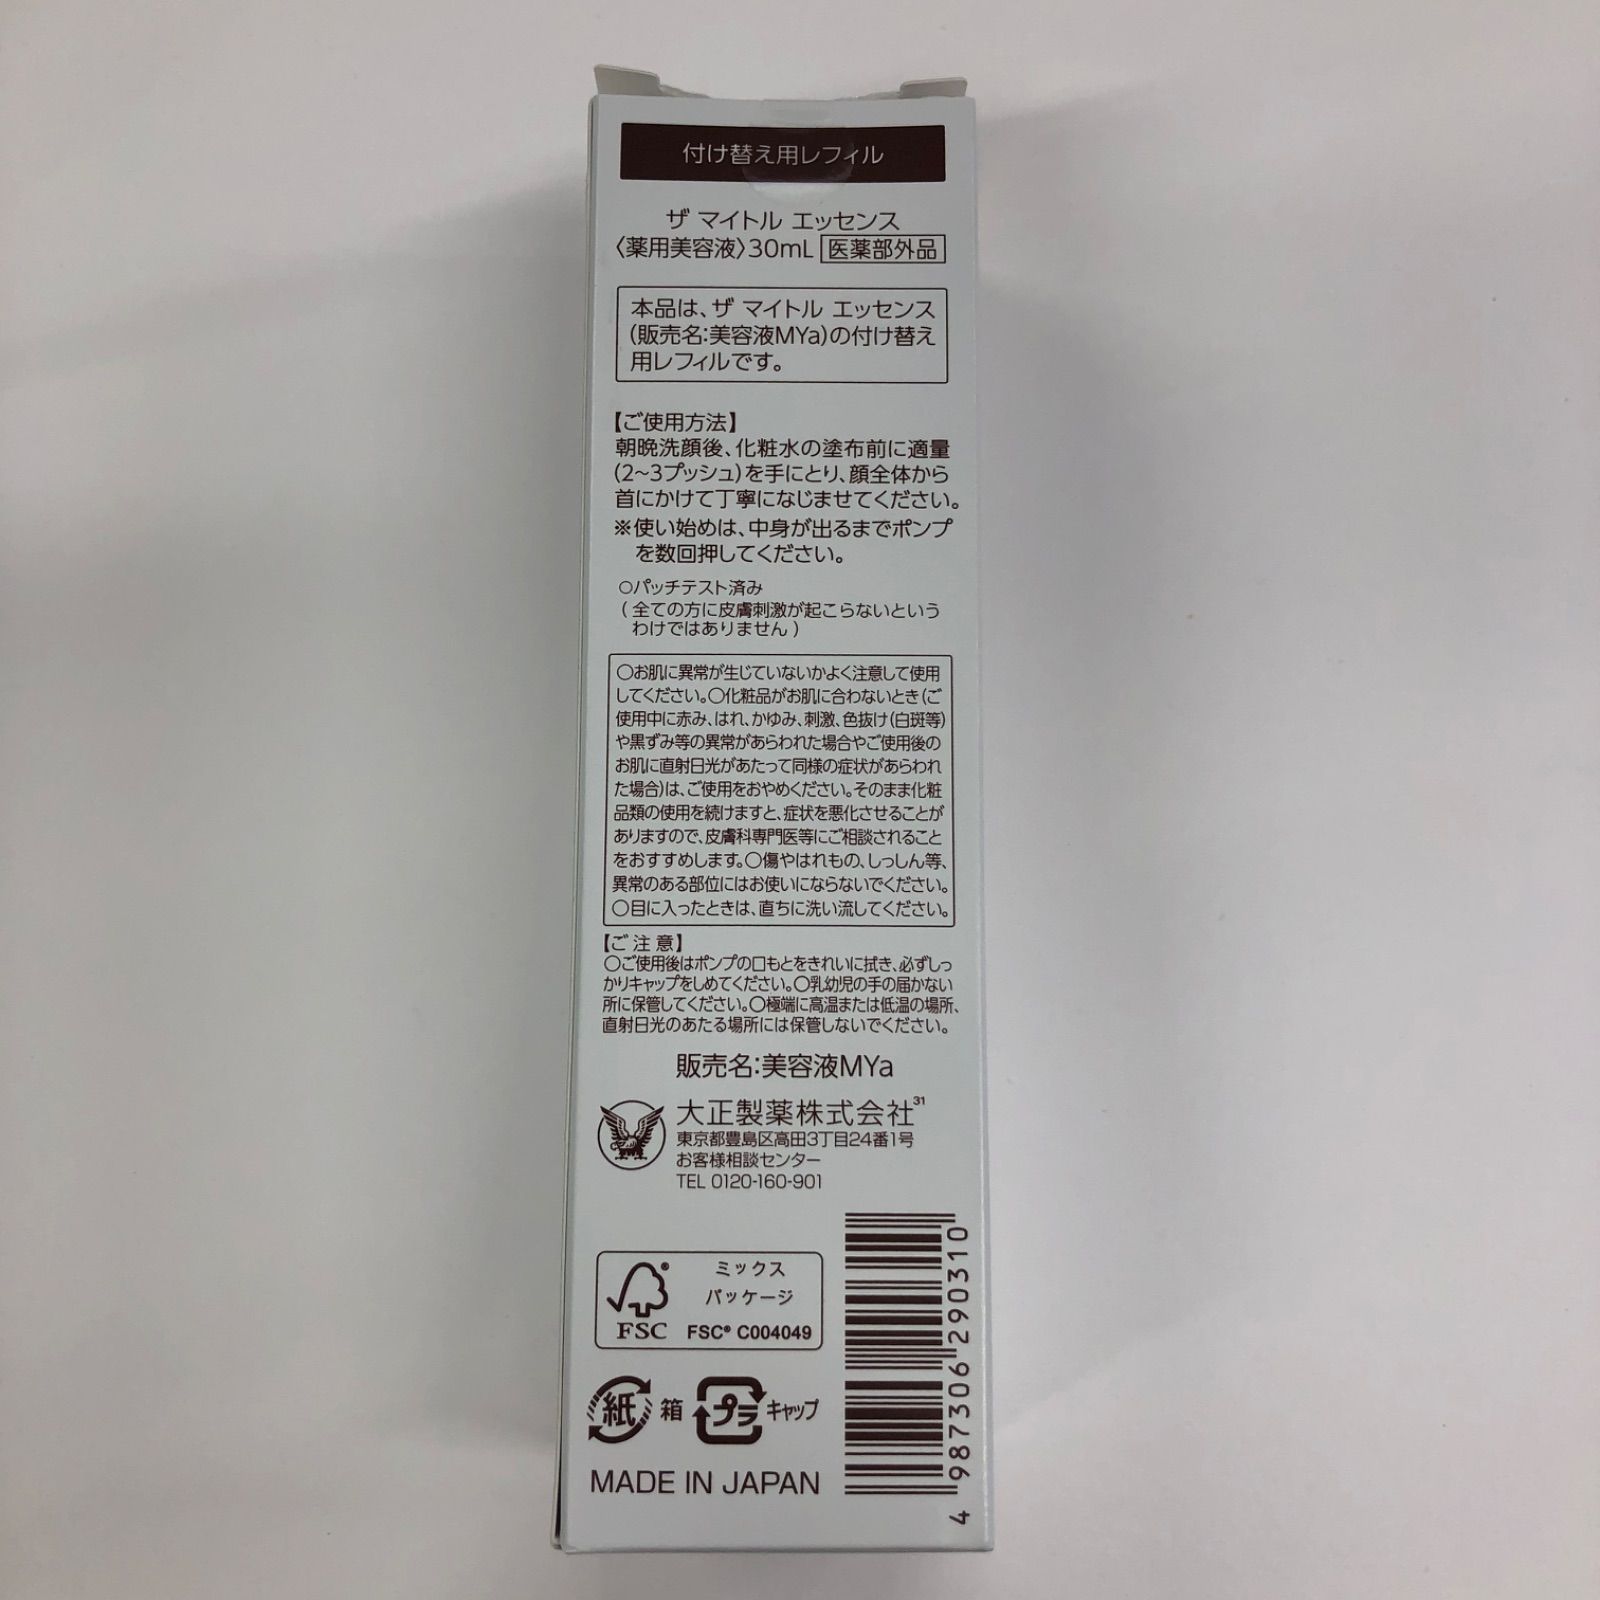 付け替え用レフィル
ザ マイトル エッセンス
〈薬用美容液〉30mL 医薬部外品
本品は、ザ マイトル エッセンス
(販売名:美容液MYa)の付け替え
用レフィルです。
【ご使用方法】
朝晩洗顔後、化粧水の塗布前に適量
(2~3プッシュ)を手にとり、顔全体から
首にかけて丁寧になじませてください。
※使い始めは、中身が出るまでポンプ
を数回押してください。
○パッチテスト済み
(全ての方に皮膚刺激が起こらないという
わけではありません)
○お肌に異常が生じていないかよく注意して使用
してください。○化粧品がお肌に合わないとき(ご
使用中に赤み、はれ、かゆみ、刺激、色抜け(白斑等)
や黒ずみ等の異常があらわれた場合やご使用後の
お肌に直射日光があたって同様の症状があらわれ
た場合)は、ご使用をおやめください。そのまま化粧
品類の使用を続けますと、症状を悪化させることが
ありますので、皮膚科専門医等にご相談されること
をおすすめします。○傷やはれもの、しっしん等、
異常のある部位にはお使いにならないでください。
○目に入ったときは、直ちに洗い流してください。
【ご注意】
○ご使用後はポンプの口もとをきれいに拭き、必ずしっ
かりキャップをしめてください。○乳幼児の手の届かない
所に保管してください。○極端に高温または低温の場所、
直射日光のあたる場所には保管しないでください。
販売名:美容液MYa
大正製薬株式会社31
東京都豊島区高田3丁目24番1号
お客様相談センター
TEL 0120-160-901
ミックス
パッケージ
FSC FSC® C004049
紙 箱 プラ キャップ
MADE IN JAPAN
4 987306 290310